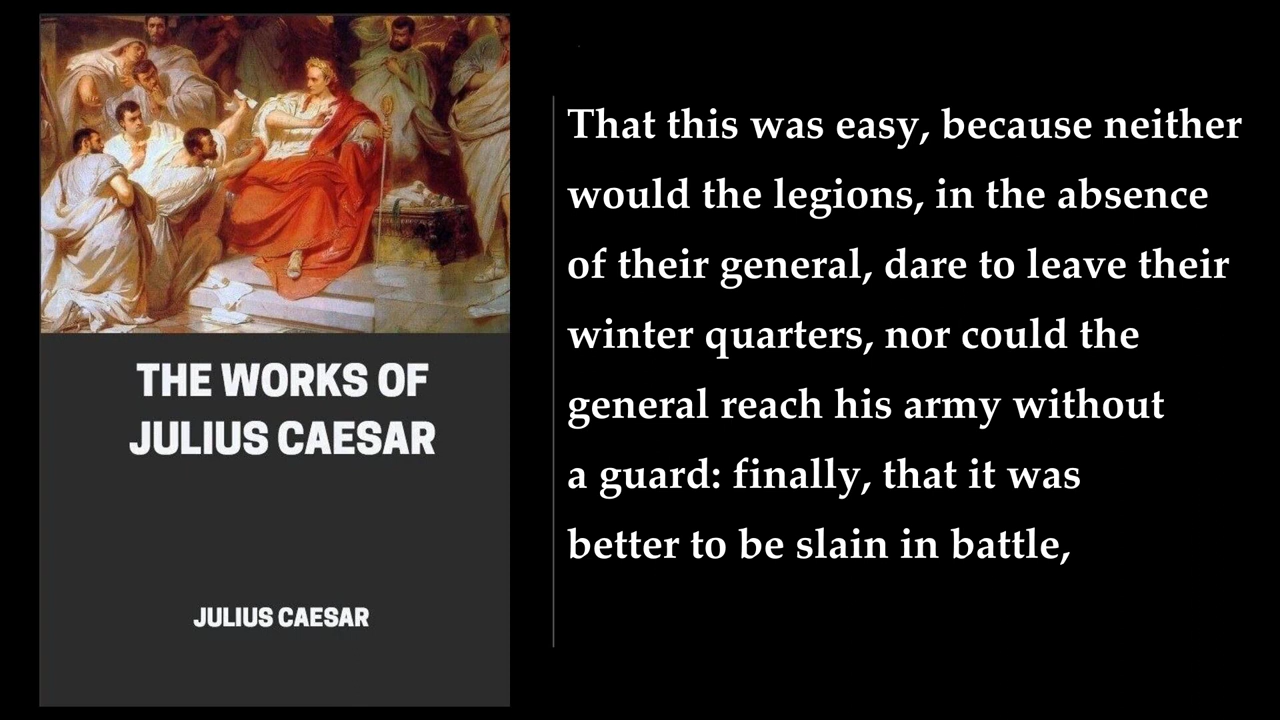 THE WORKS OF
JULIUS CAESAR
JULIUS CAESAR
That this was easy, because neither
would the legions, in the absence
of their general, dare to leave their
winter quarters, nor could the
general reach his army without
a guard: finally, that it was
better to be slain in battle,